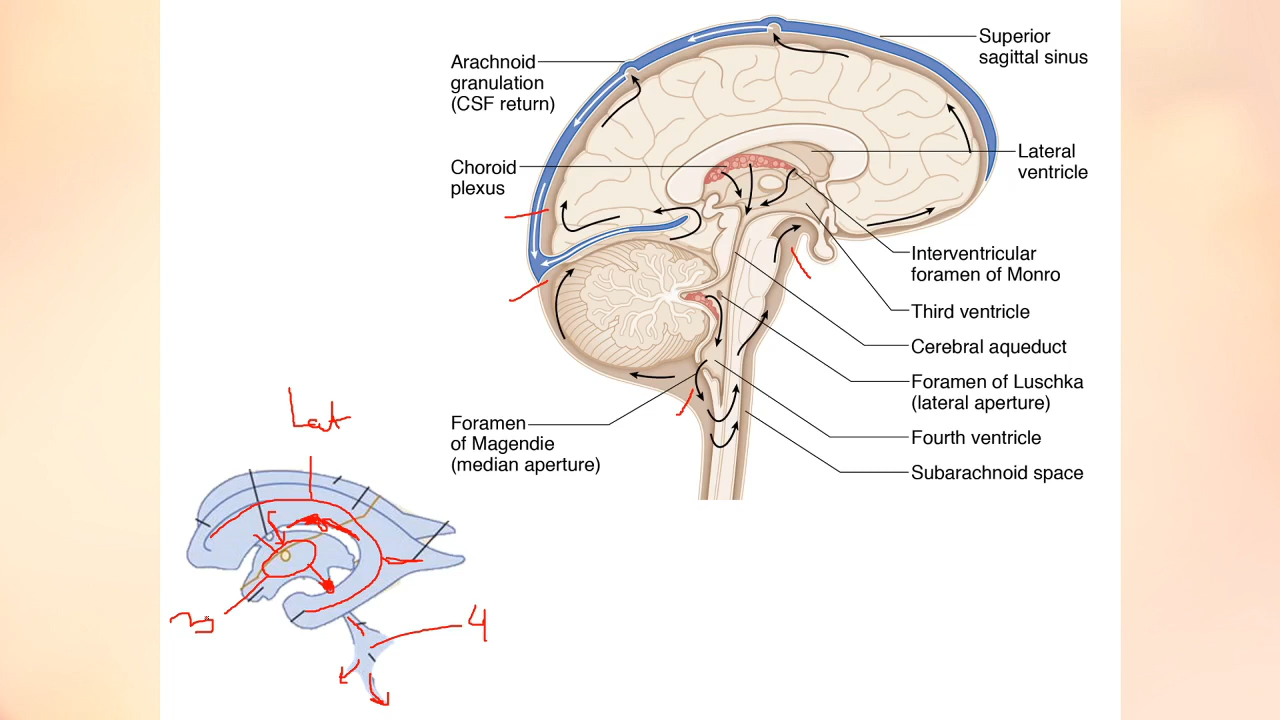 Superior
sagittal sinus
Arachnoid
granulation
(CSF return)
Lateral
ventricle
Choroid
plexus
Interventricular
foramen of Monro
Third ventricle
Cerebral aqueduct
Foramen of Luschka
(lateral aperture)
Foramen
of Magendie
(median aperture)
Fourth ventricle
Subarachnoid space
Lat
4